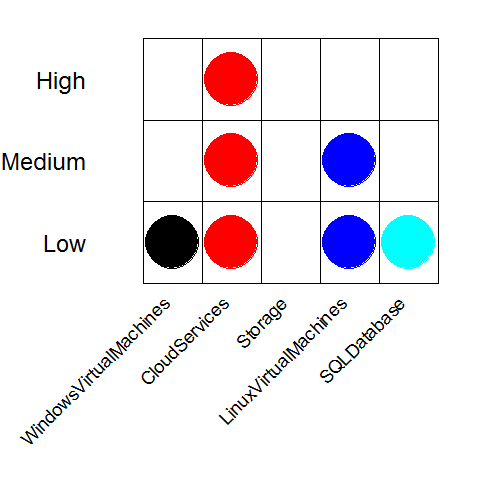 High
Medium
Low
WindowsVirtualMachines
CloudServices
Storage
LinuxVirtualMachines
SQLDatabase